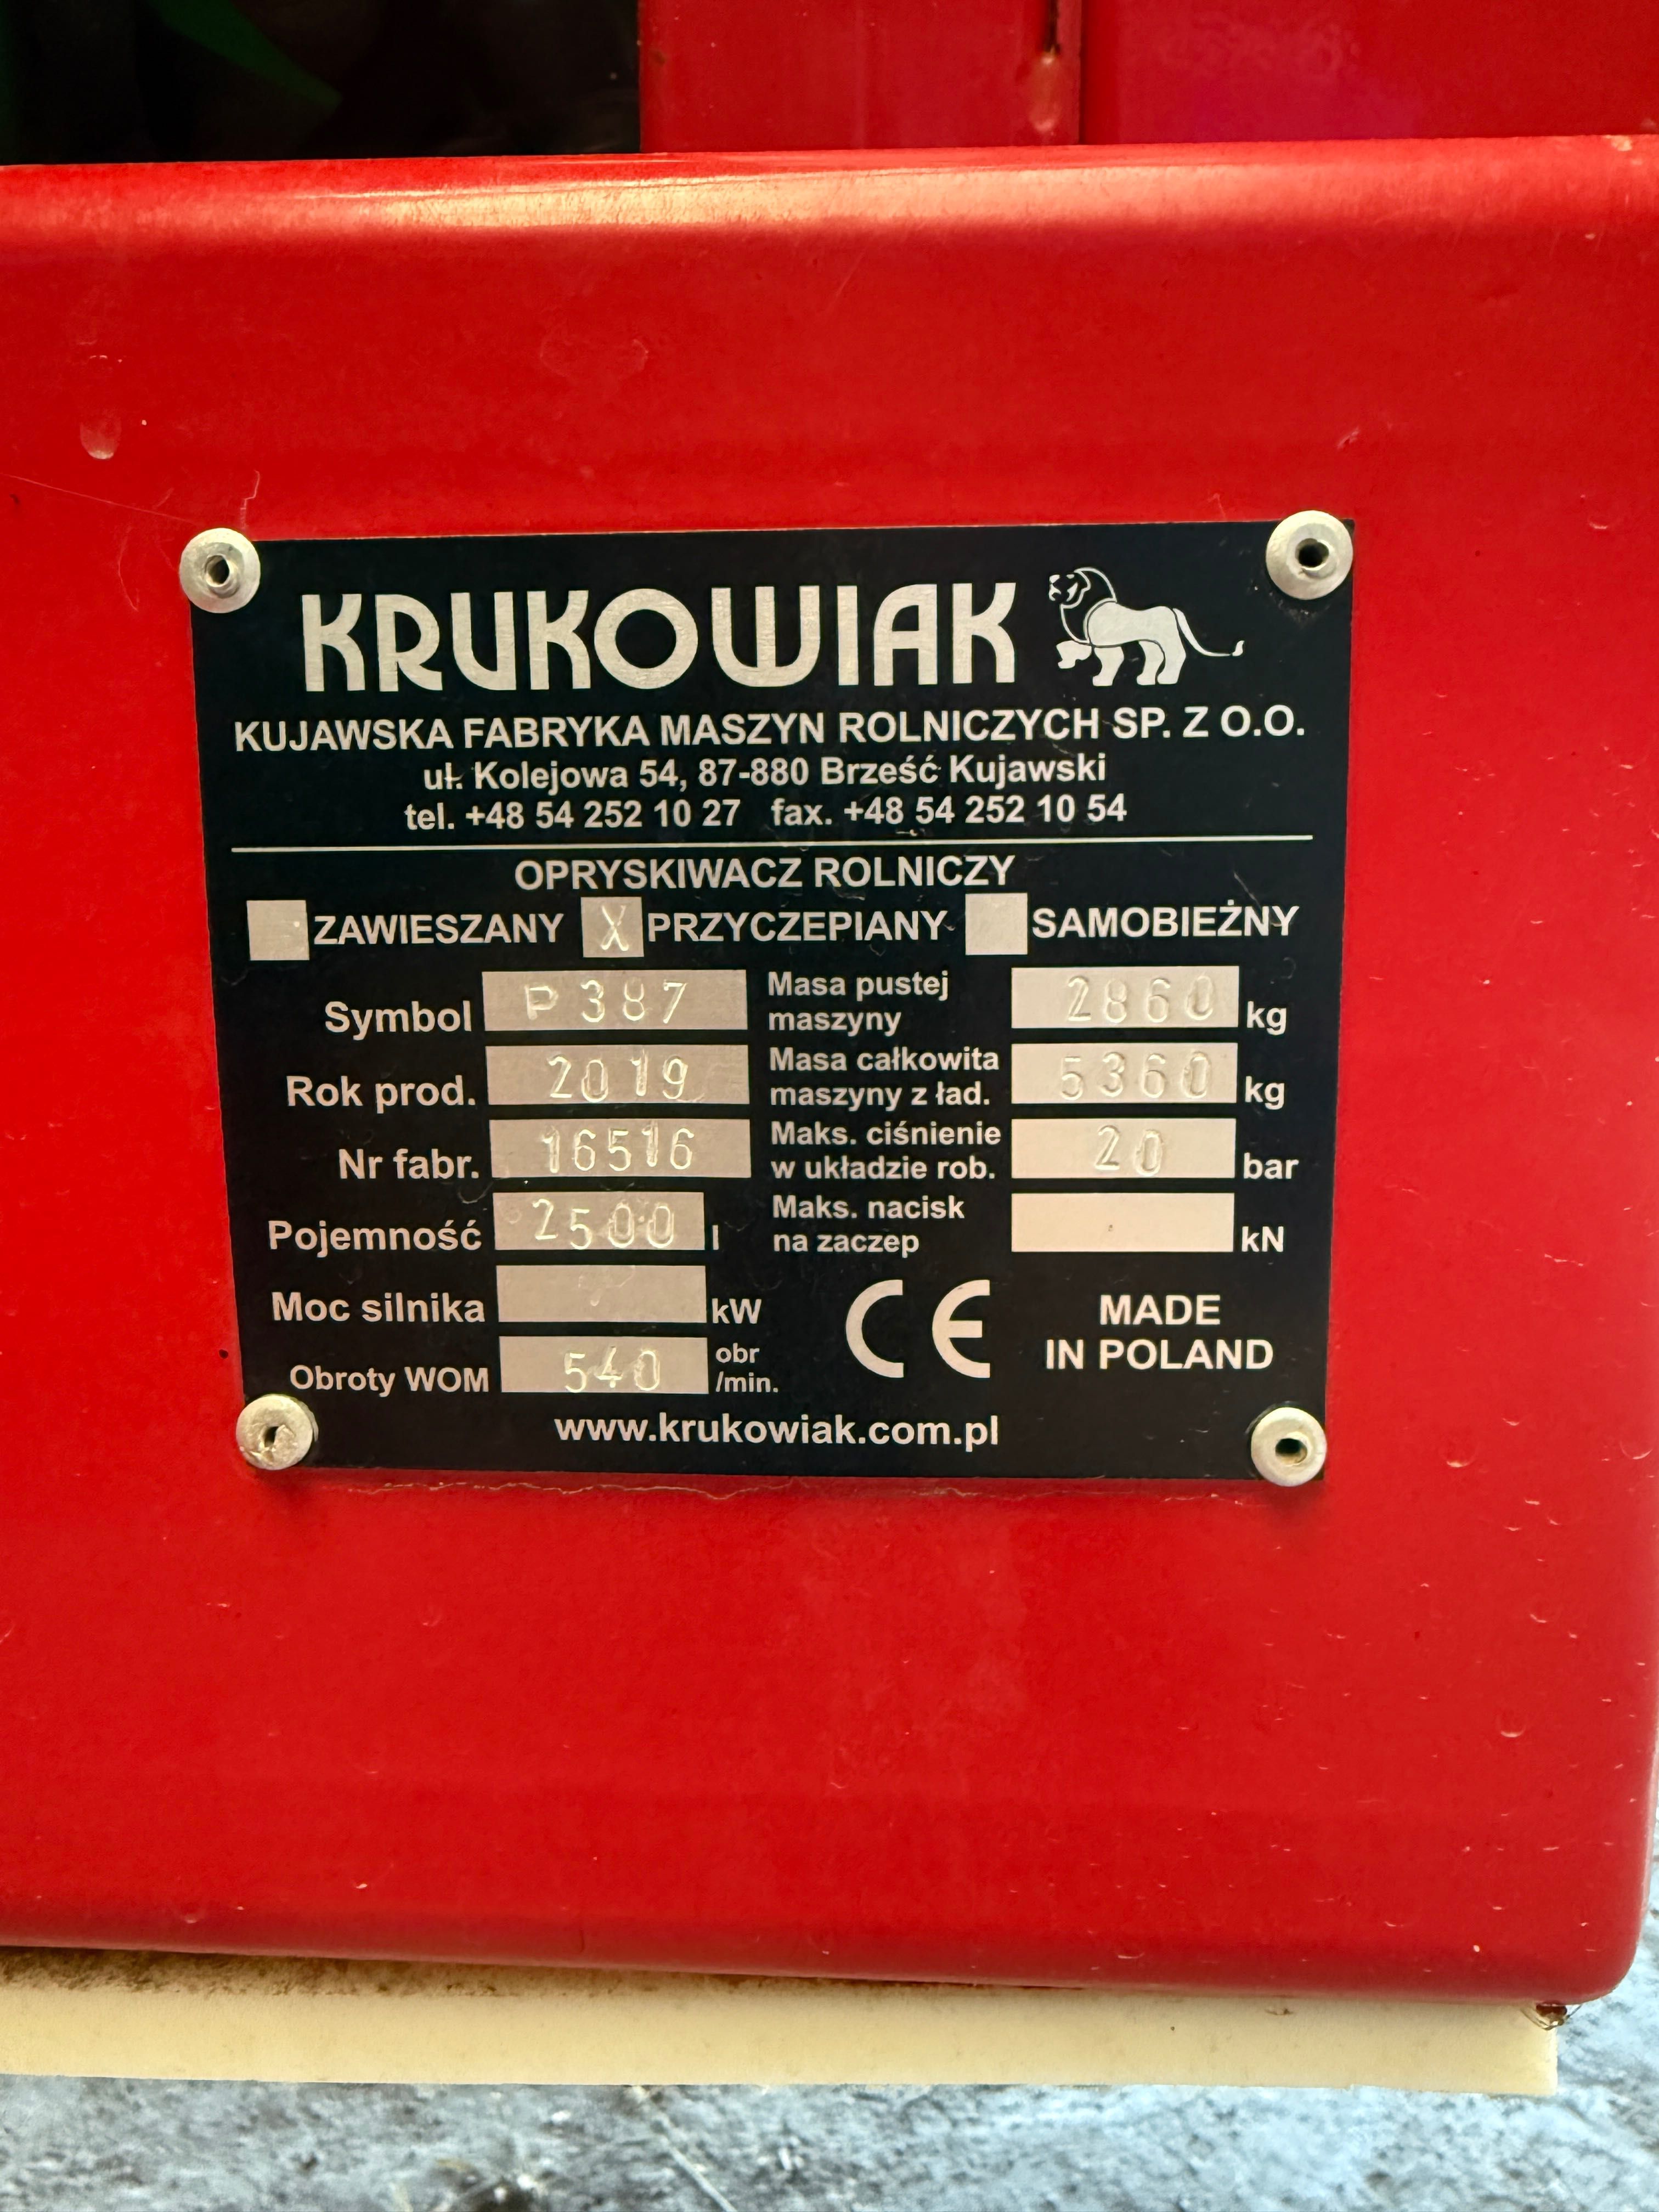 KRUKOWIAK
KUJAWSKA FABRYKA MASZYN ROLNICZYCH SP. Z O.O.
ul. Kolejowa 54, 87-880 Brześć Kujawski
tel. +48 54 252 10 27 fax. +48 54 252 10 54
OPRYSKIWACZ ROLNICZY
ZAWIESZANY X PRZYCZEPIANY SAMOBIEŻNY
Symbol P387
Rok prod. 2019
Nr fabr. 16516
Pojemność 2500 l
Moc silnika kW
Obroty WOM 540 obr
/min.
Masa pustej
maszyny 2860 kg
Masa całkowita
maszyny z ład. 5360 kg
Maks. ciśnienie
w układzie rob. 20 bar
Maks. nacisk
na zaczep kN
CE
MADE
IN POLAND
www.krukowiak.com.pl